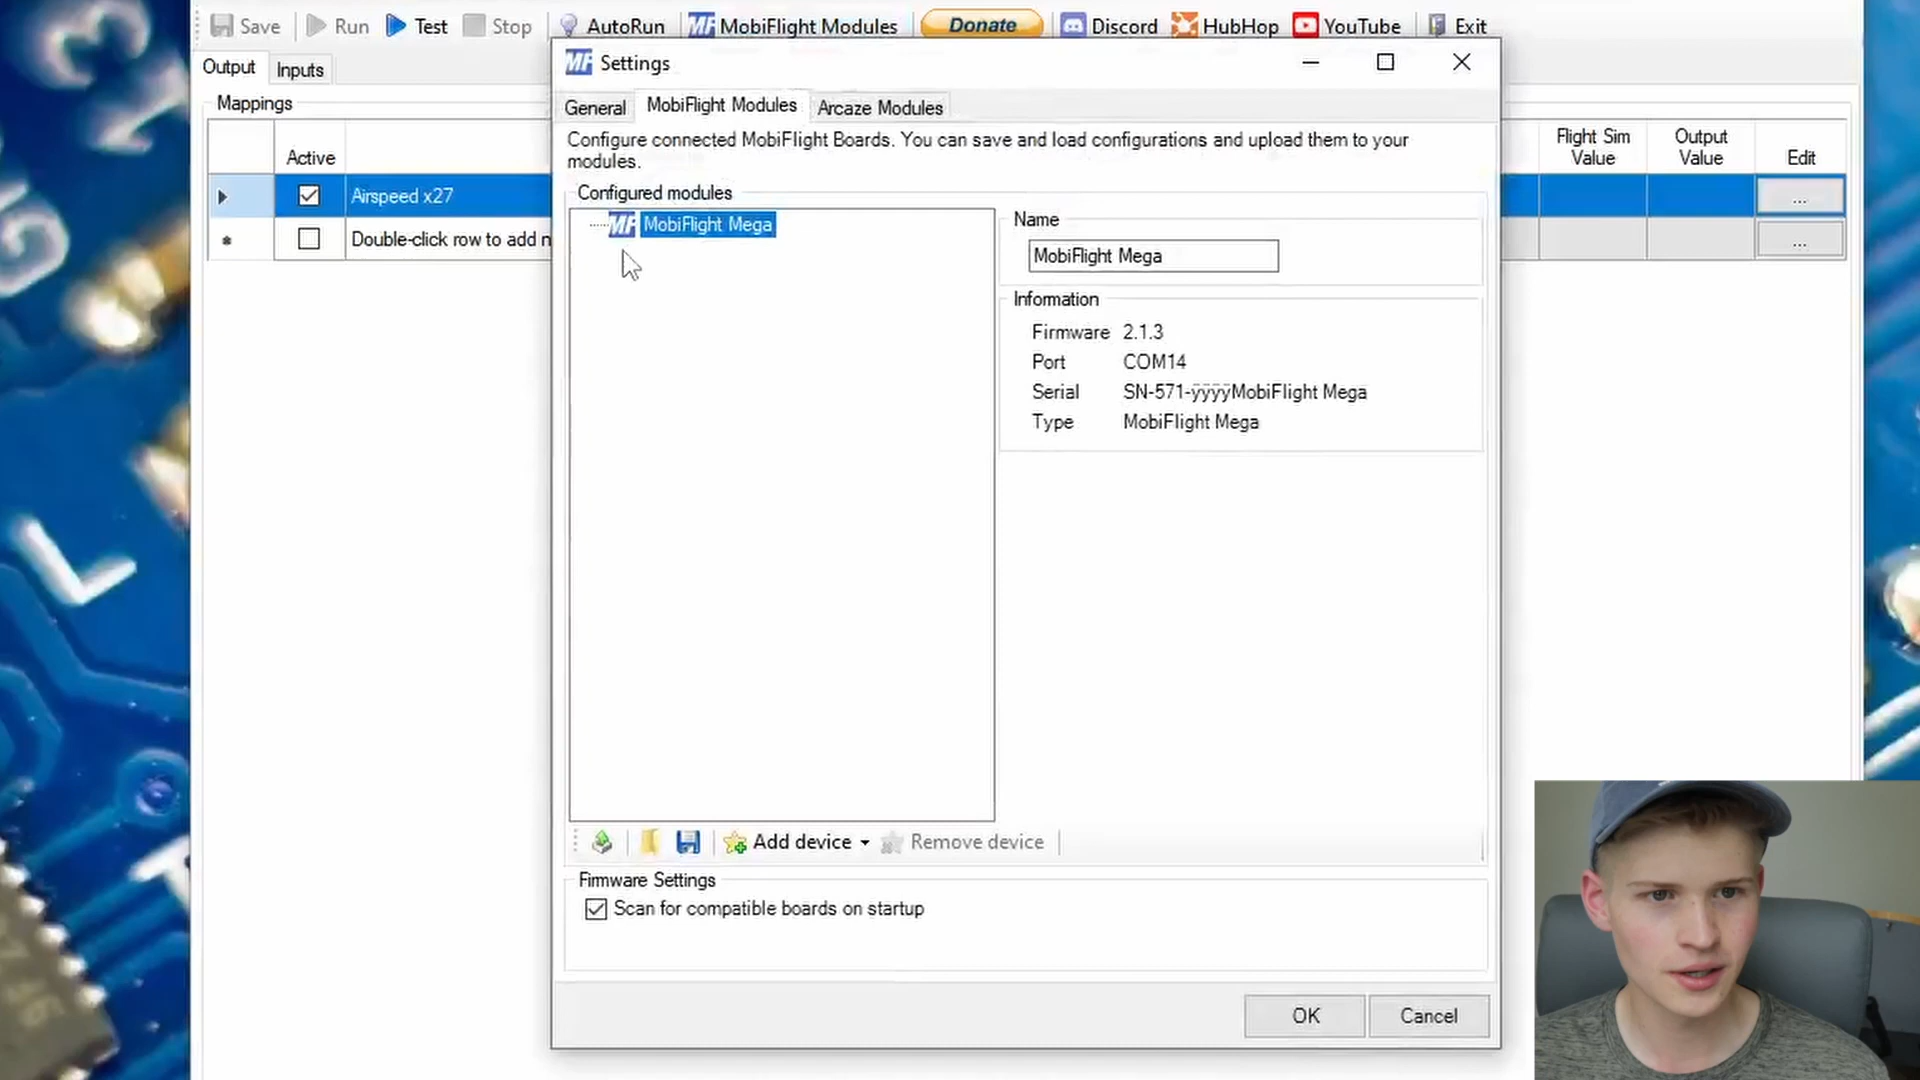 Save
Run
Test
Stop
AutoRun
MF MobiFlight Modules
Donate
Discord
HubHop
YouTube
Exit
Output
Inputs
Mappings
Active
Airspeed x27
Double-click row to add n
Flight Sim
Value
Output
Value
Edit
...
...
MF Settings
General
MobiFlight Modules
Arcaze Modules
Configure connected MobiFlight Boards. You can save and load configurations and upload them to your
modules.
Configured modules
MF MobiFlight Mega
Name
MobiFlight Mega
Information
Firmware 2.1.3
Port COM14
Serial SN-571-ÿÿÿÿMobiFlight Mega
Type MobiFlight Mega
Add device
Remove device
Firmware Settings
Scan for compatible boards on startup
OK
Cancel
L